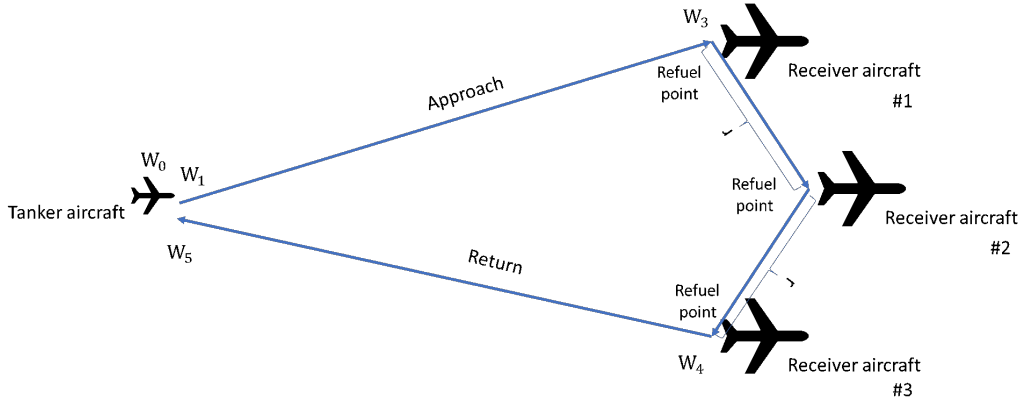 W₃
Receiver aircraft
#1
Refuel
point
Approach
r
W₀
W₁
Tanker aircraft
Refuel
point
Receiver aircraft
#2
W₅
Return
r
Refuel
point
W₄
Receiver aircraft
#3